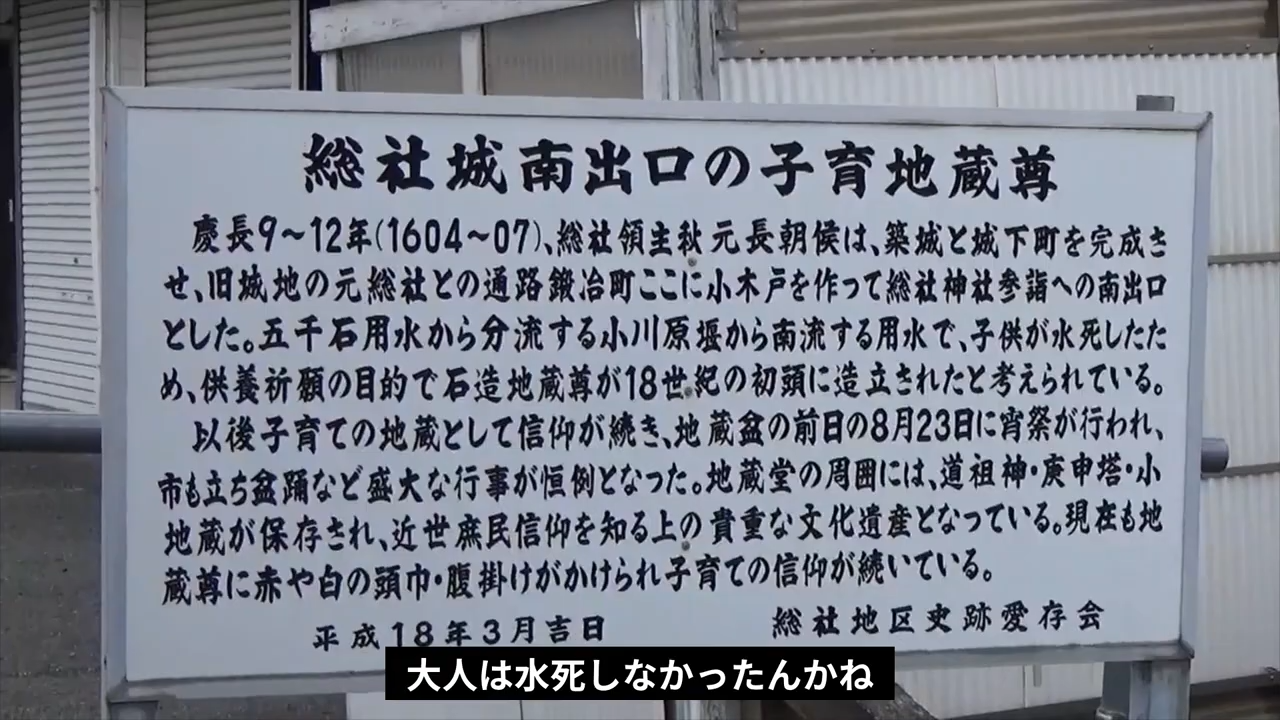 総社城南出口の子育地蔵尊
慶長9～12年(1604～07)、総社領主秋元長朝侯は、築城と城下町を完成さ
せ、旧城地の元総社との通路鍛冶町ここに小木戸を作って総社神社参詣への南出口
とした。五千石用水から分流する小川原堰から南流する用水で、子供が水死したた
め、供養祈願の目的で石造地蔵尊が18世紀の初頭に造立されたと考えられている。
以後子育ての地蔵として信仰が続き、地蔵盆の前日の8月23日に宵祭が行われ、
市も立ち盆踊など盛大な行事が恒例となった。地蔵堂の周囲には、道祖神・庚申塔・小
地蔵が保存され、近世庶民信仰を知る上の貴重な文化遺産となっている。現在も地
蔵尊に赤や白の頭巾・腹掛けがかけられ子育ての信仰が続いている。
平成18年3月吉日 総社地区史跡愛存会
大人は水死しなかったんかね